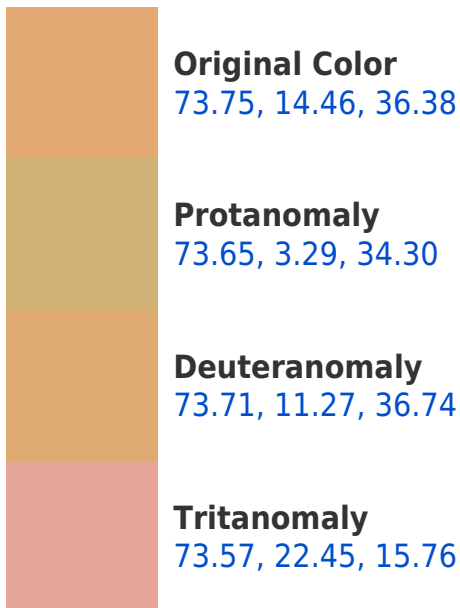 Original Color
73.75, 14.46, 36.38
Protanomaly
73.65, 3.29, 34.30
Deuteranomaly
73.71, 11.27, 36.74
Tritanomaly
73.57, 22.45, 15.76